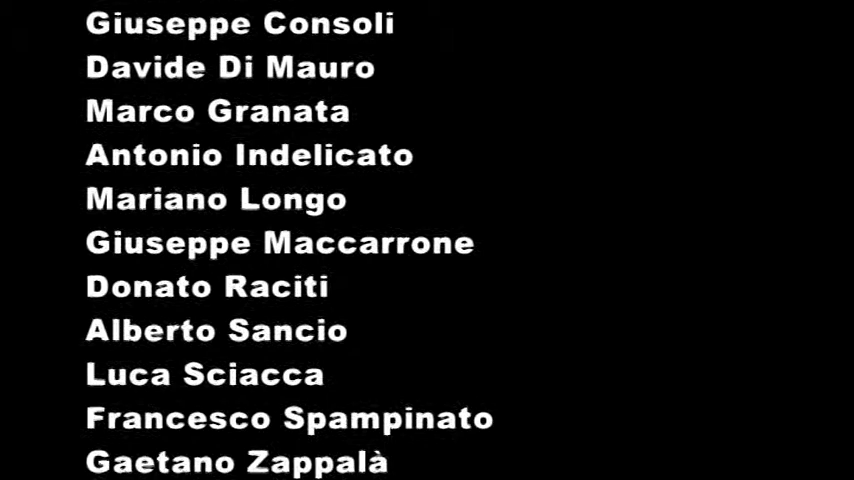 Giuseppe Consoli
Davide Di Mauro
Marco Granata
Antonio Indelicato
Mariano Longo
Giuseppe Maccarrone
Donato Raciti
Alberto Sancio
Luca Sciacca
Francesco Spampinato
Gaetano Zappalà